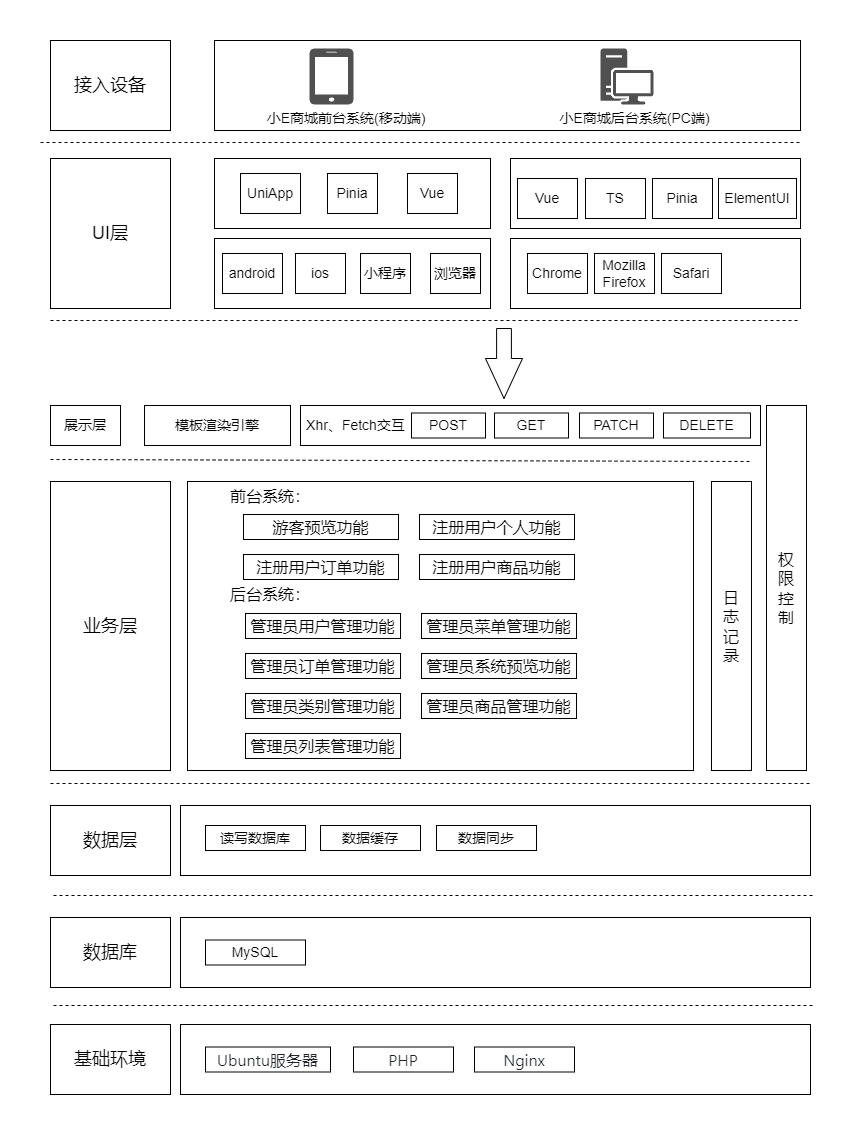 接入设备
小E商城前台系统(移动端)
小E商城后台系统(PC端)
UI层
UniApp
Pinia
Vue
Vue
TS
Pinia
ElementUI
android
ios
小程序
浏览器
Chrome
Mozilla
Firefox
Safari
展示层
模板渲染引擎
Xhr、Fetch交互
POST
GET
PATCH
DELETE
权限控制
业务层
前台系统：
游客预览功能
注册用户个人功能
注册用户订单功能
注册用户商品功能
后台系统：
管理员用户管理功能
管理员菜单管理功能
管理员订单管理功能
管理员系统预览功能
管理员类别管理功能
管理员商品管理功能
管理员列表管理功能
日志记录
数据层
读写数据库
数据缓存
数据同步
数据库
MySQL
基础环境
Ubuntu服务器
PHP
Nginx